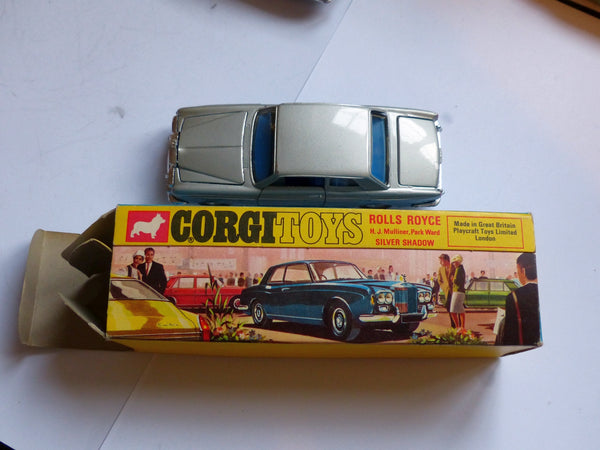 CORGI TOYS
ROLLS ROYCE
H. J. Mulliner, Park Ward
SILVER SHADOW
Made in Great Britain
Playcraft Toys Limited
London